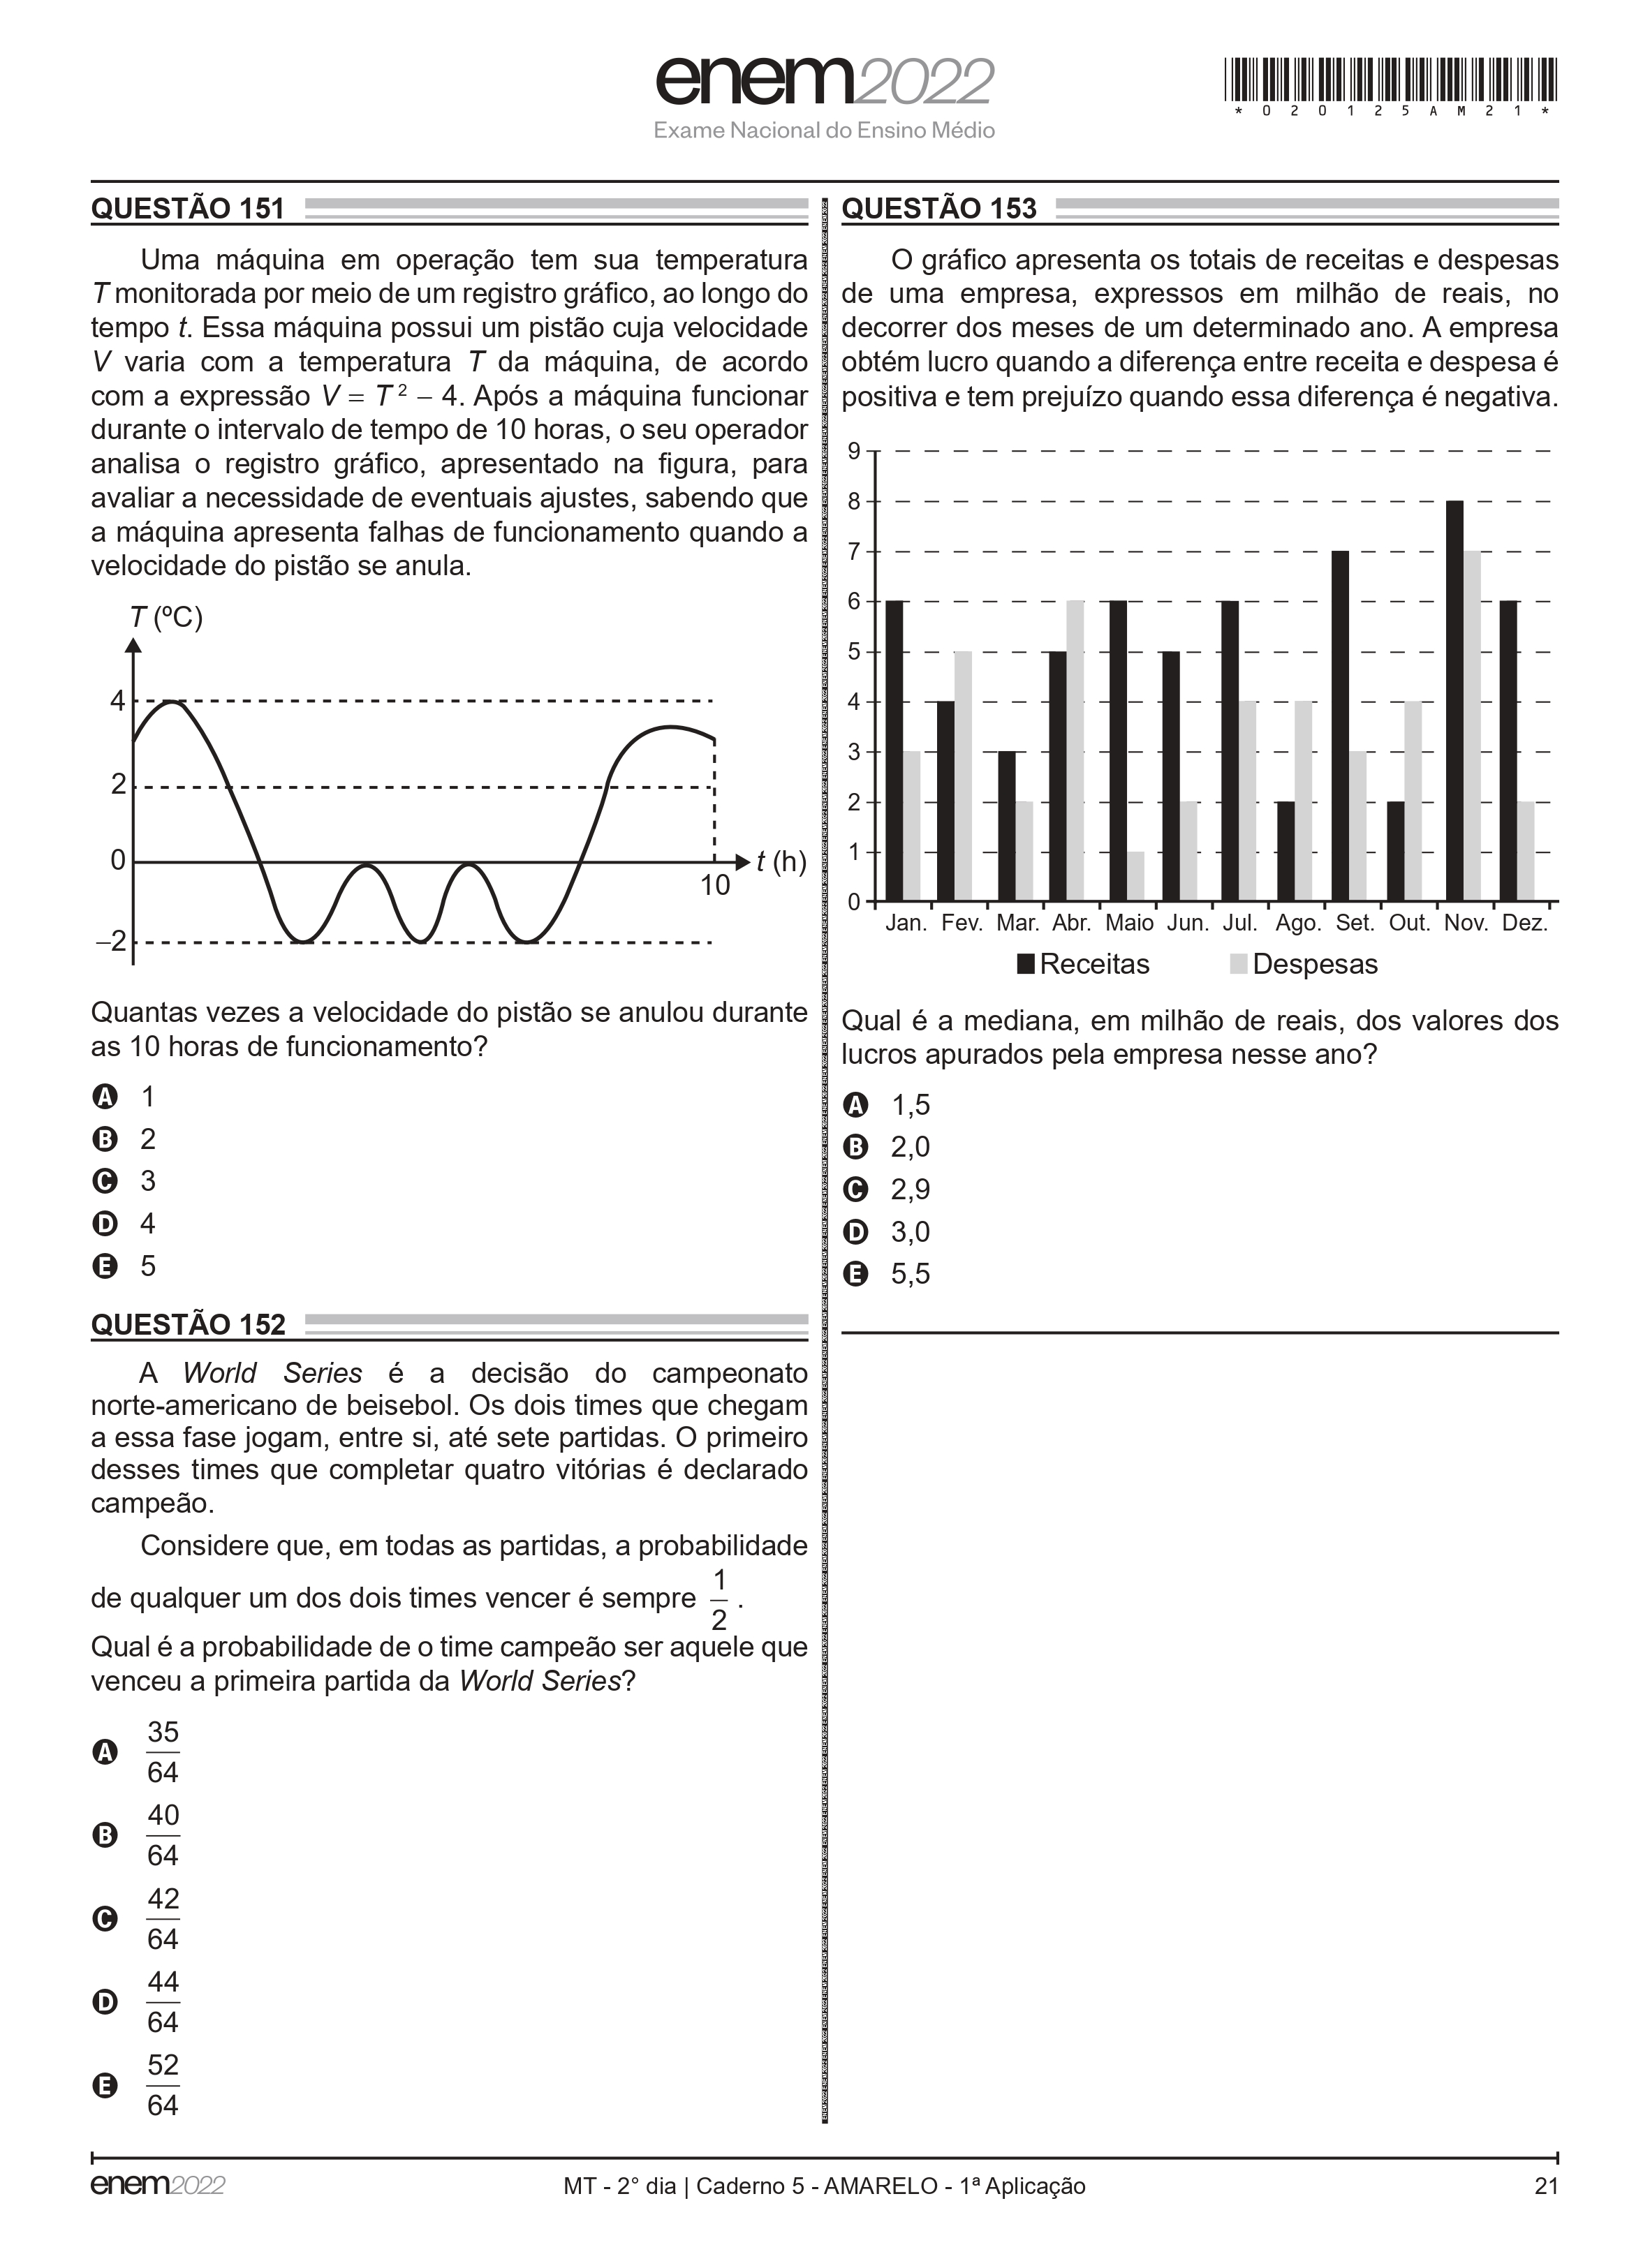 enem2022
Exame Nacional do Ensino Médio
*020125AM21*
QUESTÃO 151
Uma máquina em operação tem sua temperatura
T monitorada por meio de um registro gráfico, ao longo do
tempo t. Essa máquina possui um pistão cuja velocidade
V varia com a temperatura T da máquina, de acordo
com a expressão V = T² – 4. Após a máquina funcionar
durante o intervalo de tempo de 10 horas, o seu operador
analisa o registro gráfico, apresentado na figura, para
avaliar a necessidade de eventuais ajustes, sabendo que
a máquina apresenta falhas de funcionamento quando a
velocidade do pistão se anula.
T (ºC)
4
2
0
t (h)
10
–2
Quantas vezes a velocidade do pistão se anulou durante
as 10 horas de funcionamento?
A 1
B 2
C 3
D 4
E 5
QUESTÃO 152
A World Series é a decisão do campeonato
norte-americano de beisebol. Os dois times que chegam
a essa fase jogam, entre si, até sete partidas. O primeiro
desses times que completar quatro vitórias é declarado
campeão.
Considere que, em todas as partidas, a probabilidade
de qualquer um dos dois times vencer é sempre 1/2 .
Qual é a probabilidade de o time campeão ser aquele que
venceu a primeira partida da World Series?
A 35/64
B 40/64
C 42/64
D 44/64
E 52/64
QUESTÃO 153
O gráfico apresenta os totais de receitas e despesas
de uma empresa, expressos em milhão de reais, no
decorrer dos meses de um determinado ano. A empresa
obtém lucro quando a diferença entre receita e despesa é
positiva e tem prejuízo quando essa diferença é negativa.
9
8
7
6
5
4
3
2
1
0
Jan. Fev. Mar. Abr. Maio Jun. Jul. Ago. Set. Out. Nov. Dez.
Receitas Despesas
Qual é a mediana, em milhão de reais, dos valores dos
lucros apurados pela empresa nesse ano?
A 1,5
B 2,0
C 2,9
D 3,0
E 5,5
enem2022
MT - 2° dia | Caderno 5 - AMARELO - 1ª Aplicação
21